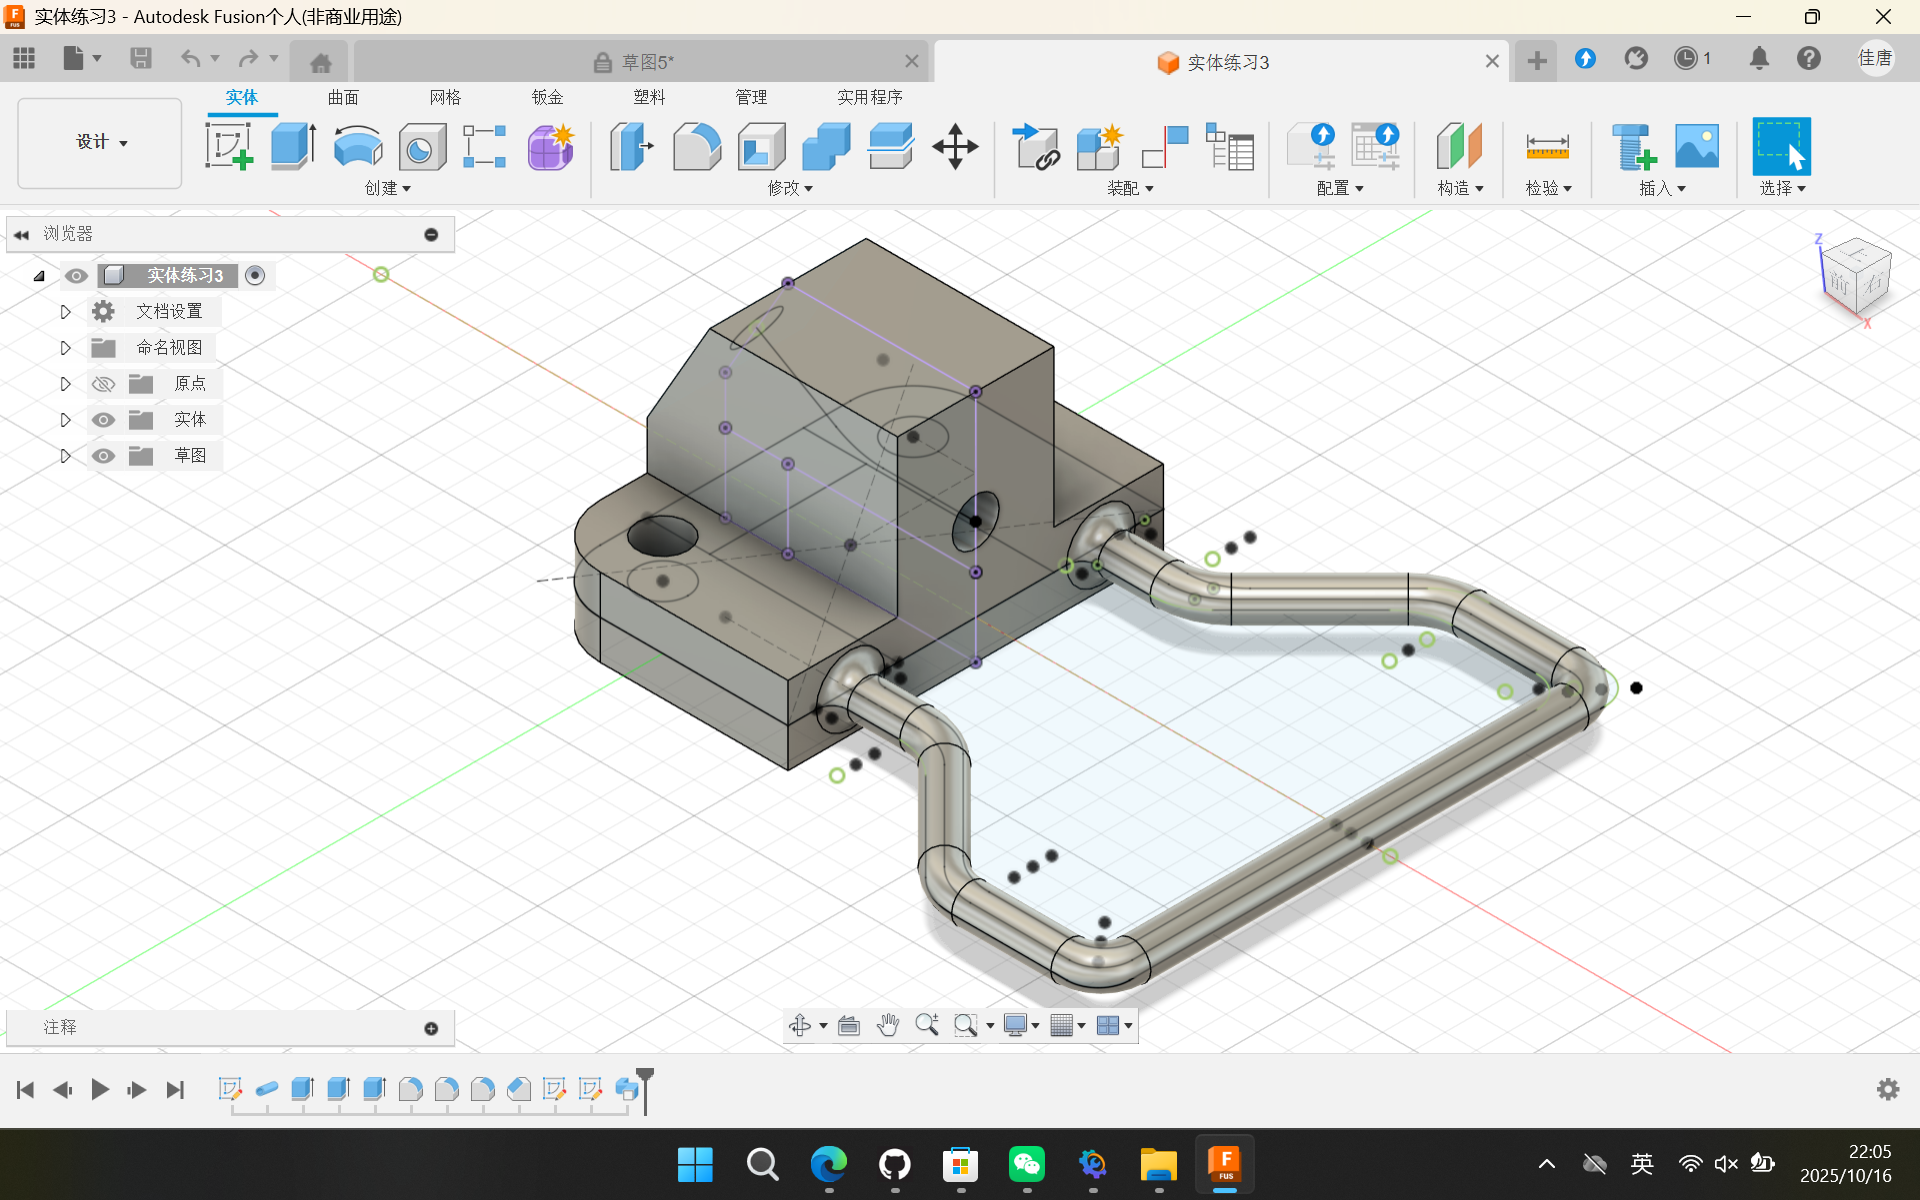 实体练习3 - Autodesk Fusion个人(非商业用途)
草图5*
实体练习3
1
佳唐
设计
实体
曲面
网格
钣金
塑料
管理
实用程序
创建
修改
装配
配置
构造
检验
插入
选择
浏览器
实体练习3
文档设置
命名视图
原点
实体
草图
Z
前
右
X
注释
F
FUS
英
22:05
2025/10/16